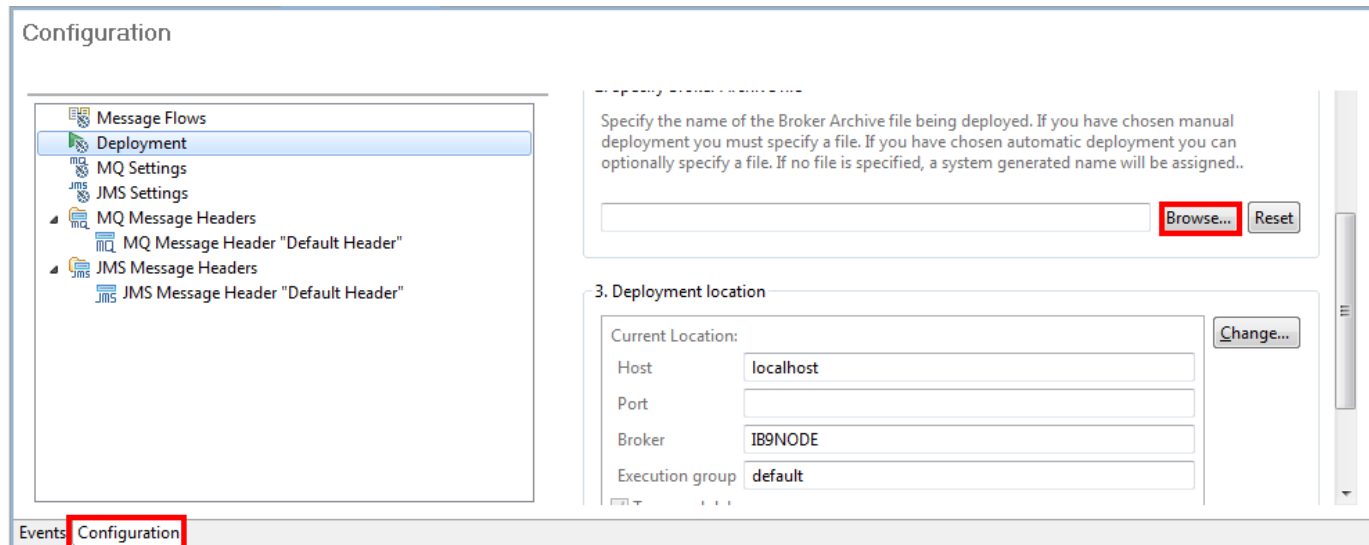 Configuration
Message Flows
Deployment
MQ Settings
JMS Settings
MQ Message Headers
MQ Message Header "Default Header"
JMS Message Headers
JMS Message Header "Default Header"
Specify the name of the Broker Archive file being deployed. If you have chosen manual
deployment you must specify a file. If you have chosen automatic deployment you can
optionally specify a file. If no file is specified, a system generated name will be assigned..
Browse... Reset
3. Deployment location
Current Location:
Change...
Host localhost
Port
Broker IB9NODE
Execution group default
Events Configuration